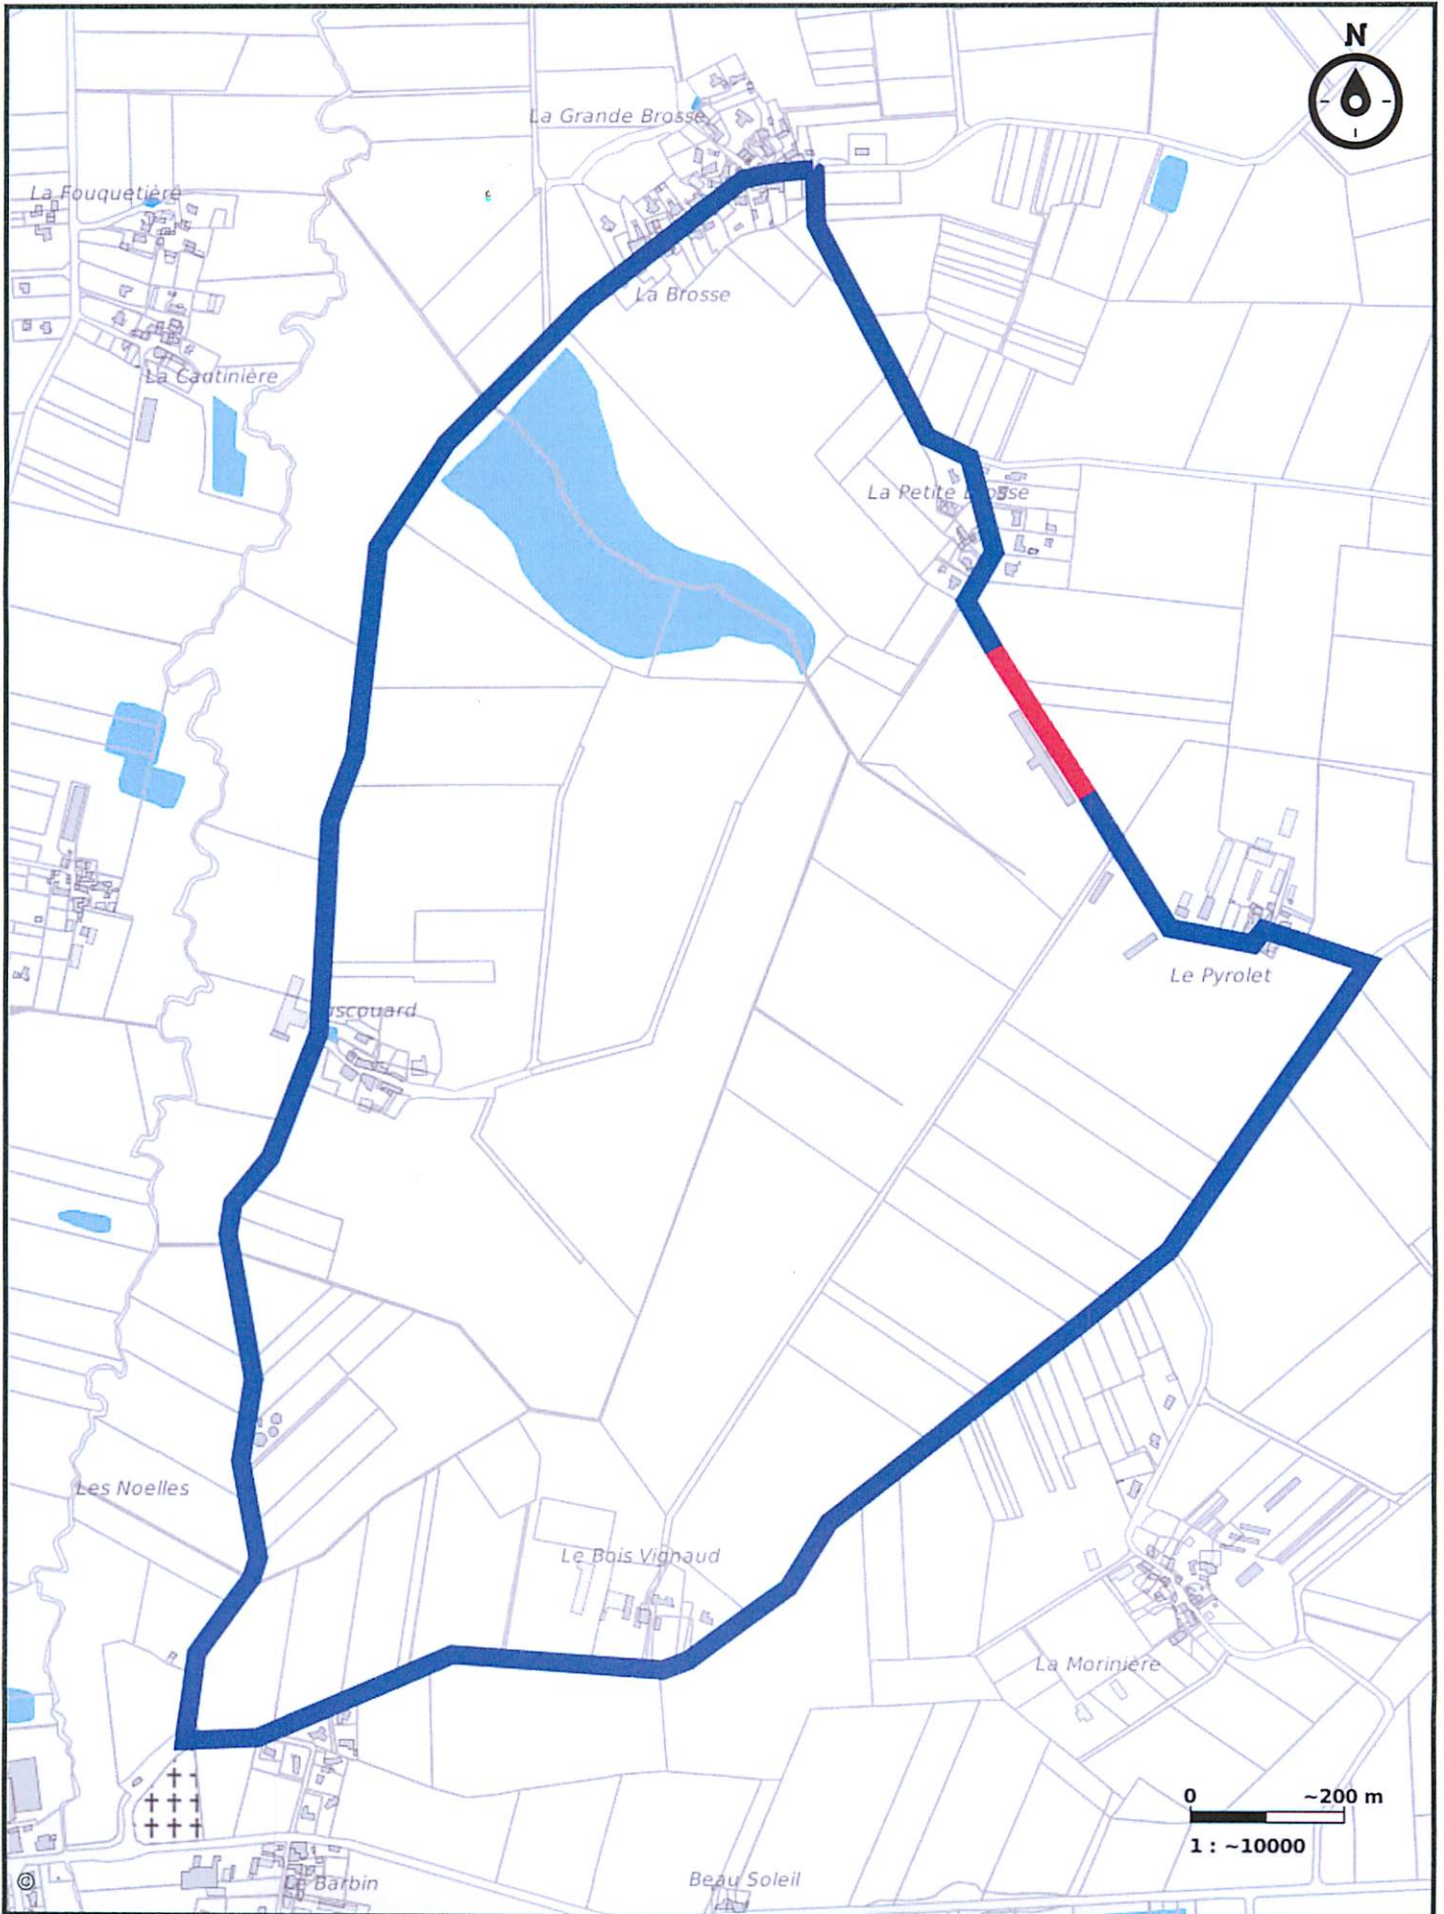 N
La Grande Brosse
La Fouquetière
La Brosse
La Cantinière
La Petite Brosse
Le Pyrolet
Les Noelles
Le Bois Vignaud
La Morinière
0 ~200 m
1 : ~10000
©
Le Barbin
Beau Soleil